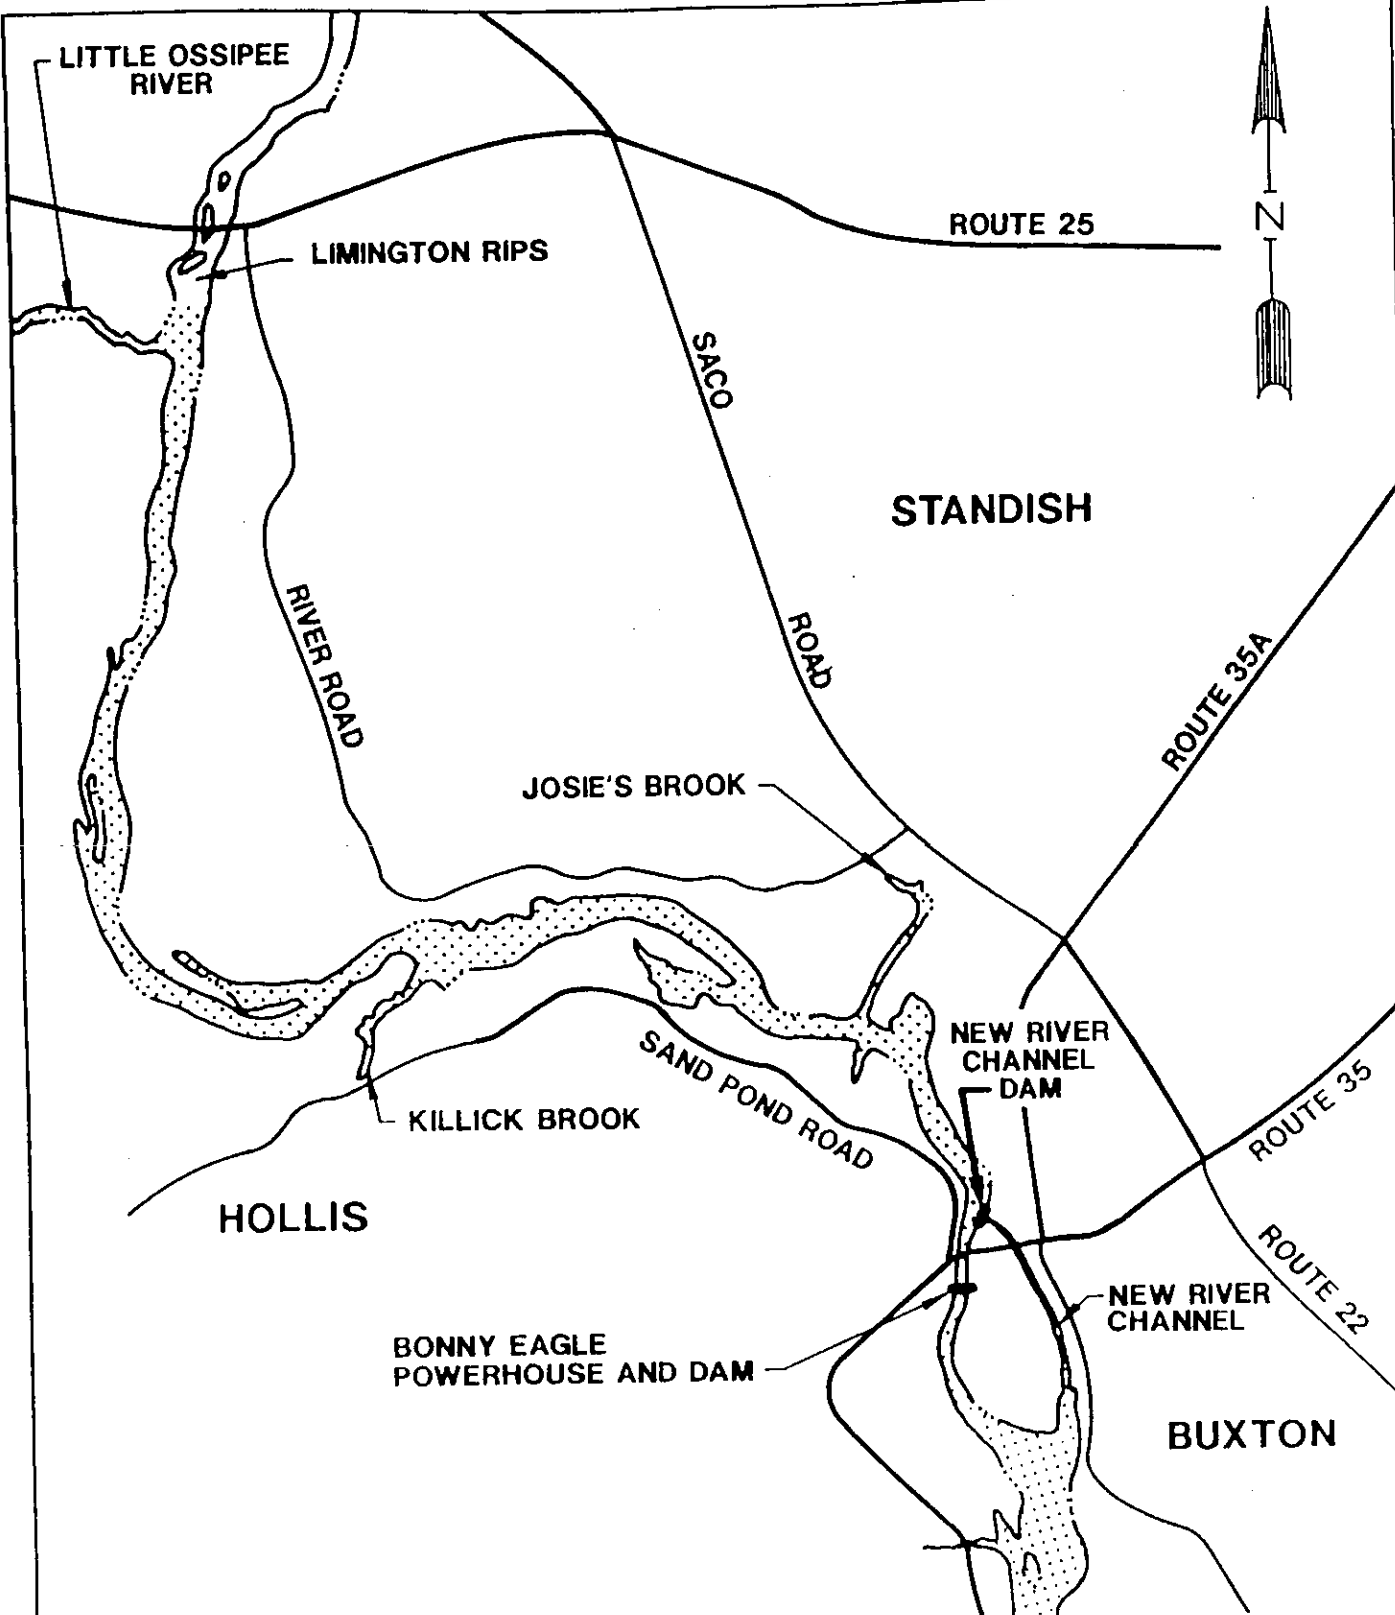 LITTLE OSSIPEE
RIVER
N
ROUTE 25
LIMINGTON RIPS
SACO
ROAD
STANDISH
RIVER ROAD
ROUTE 35A
JOSIE'S BROOK
NEW RIVER
CHANNEL
DAM
SAND POND ROAD
ROUTE 35
KILLICK BROOK
HOLLIS
ROUTE 22
NEW RIVER
CHANNEL
BONNY EAGLE
POWERHOUSE AND DAM
BUXTON